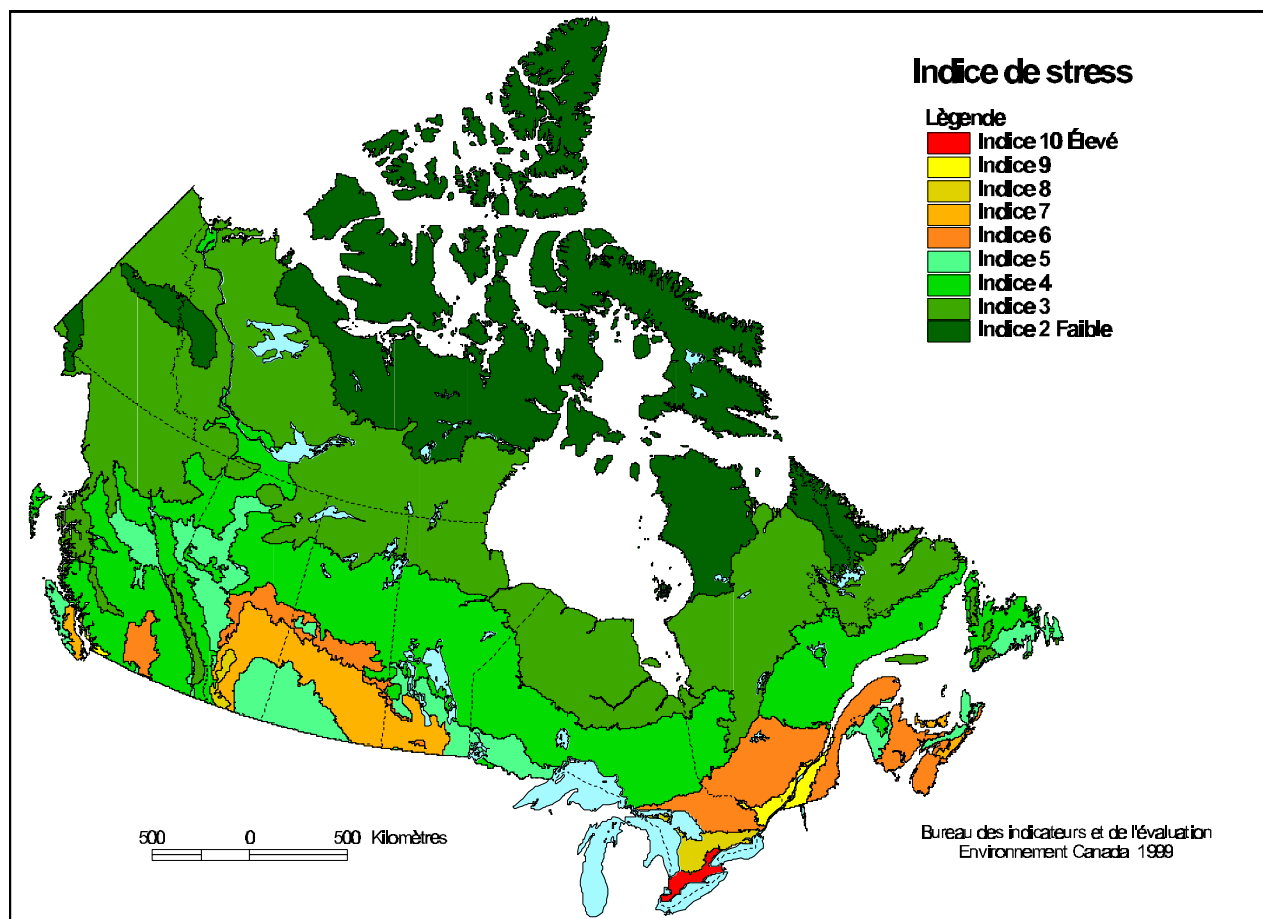 Indice de stress
Lègende
Indice 10 Élevé
Indice 9
Indice 8
Indice 7
Indice 6
Indice 5
Indice 4
Indice 3
Indice 2 Faible
500 0 500 Kilomètres
Bureau des indicateurs et de l'évaluation
Environnement Canada 1999